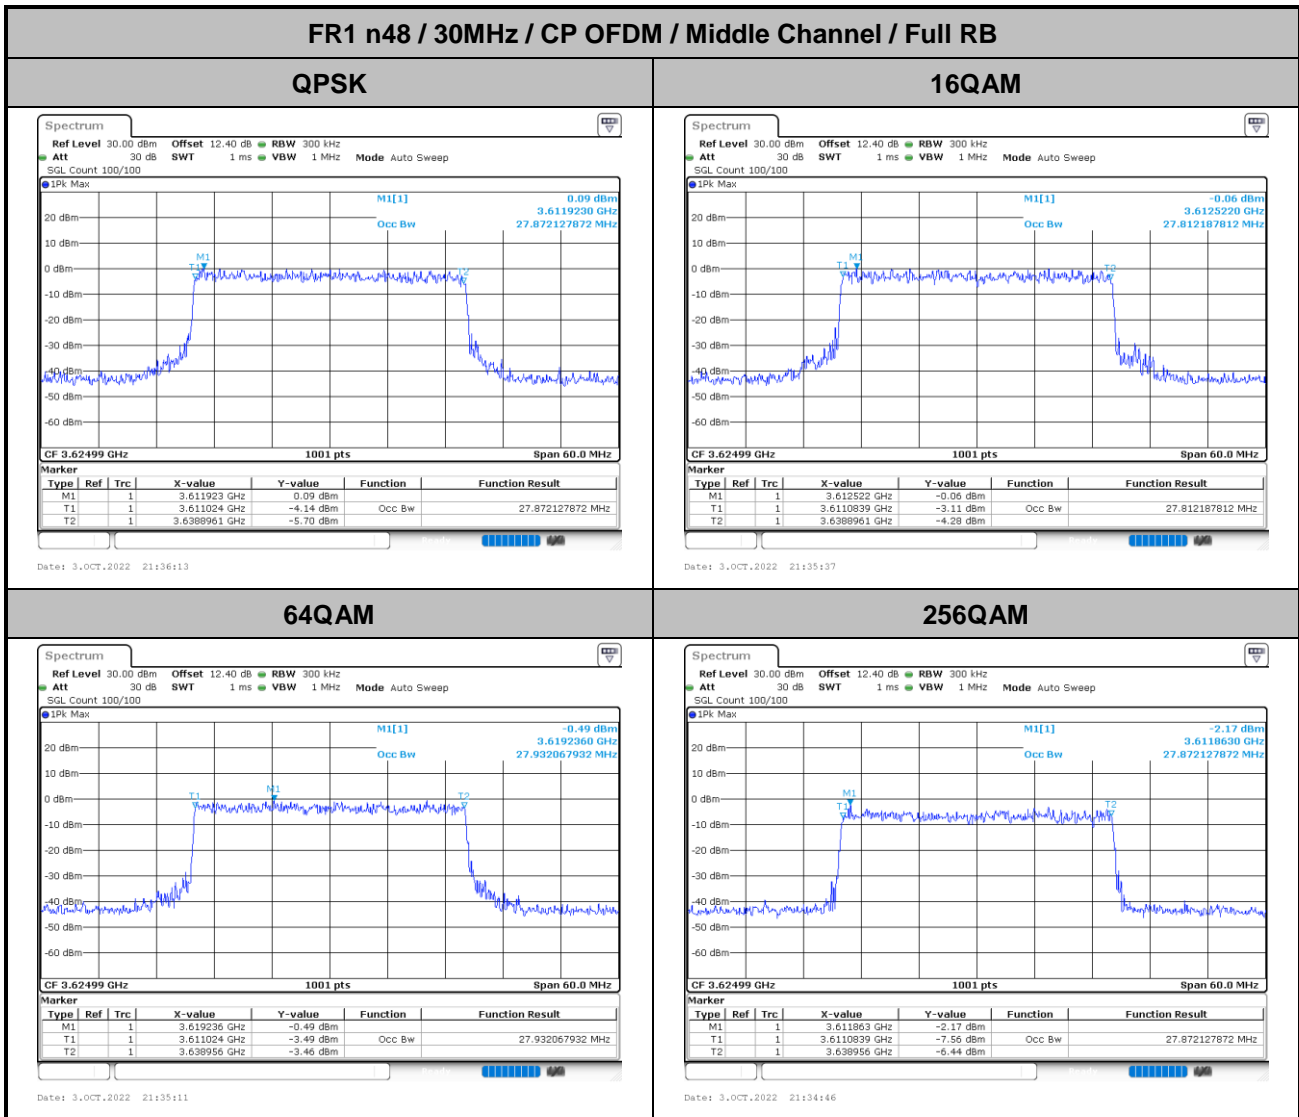 FR1 n48 / 30MHz / CP OFDM / Middle Channel / Full RB
QPSK
16QAM
Spectrum
Ref Level 30.00 dBm Offset 12.40 dB RBW 300 kHz
Att 30 dB SWT 1 ms VBW 1 MHz Mode Auto Sweep
SGL Count 100/100
1Pk Max
M1[1] 0.09 dBm
3.6119230 GHz
Occ Bw 27.872127872 MHz
20 dBm
10 dBm
0 dBm
-10 dBm
-20 dBm
-30 dBm
-40 dBm
-50 dBm
-60 dBm
T1
M1
T2
CF 3.62499 GHz 1001 pts Span 60.0 MHz
Marker
Type Ref Trc X-value Y-value Function Function Result
M1 1 3.611923 GHz 0.09 dBm
T1 1 3.611024 GHz -4.14 dBm Occ Bw 27.872127872 MHz
T2 1 3.6388961 GHz -5.70 dBm
Ready
Date: 3.OCT.2022 21:36:13
Spectrum
Ref Level 30.00 dBm Offset 12.40 dB RBW 300 kHz
Att 30 dB SWT 1 ms VBW 1 MHz Mode Auto Sweep
SGL Count 100/100
1Pk Max
M1[1] -0.06 dBm
3.6125220 GHz
Occ Bw 27.812187812 MHz
20 dBm
10 dBm
0 dBm
-10 dBm
-20 dBm
-30 dBm
-40 dBm
-50 dBm
-60 dBm
T1
M1
T2
CF 3.62499 GHz 1001 pts Span 60.0 MHz
Marker
Type Ref Trc X-value Y-value Function Function Result
M1 1 3.612522 GHz -0.06 dBm
T1 1 3.6110839 GHz -3.11 dBm Occ Bw 27.812187812 MHz
T2 1 3.6388961 GHz -4.28 dBm
Ready
Date: 3.OCT.2022 21:35:37
64QAM
256QAM
Spectrum
Ref Level 30.00 dBm Offset 12.40 dB RBW 300 kHz
Att 30 dB SWT 1 ms VBW 1 MHz Mode Auto Sweep
SGL Count 100/100
1Pk Max
M1[1] -0.49 dBm
3.6192360 GHz
Occ Bw 27.932067932 MHz
20 dBm
10 dBm
0 dBm
-10 dBm
-20 dBm
-30 dBm
-40 dBm
-50 dBm
-60 dBm
T1
M1
T2
CF 3.62499 GHz 1001 pts Span 60.0 MHz
Marker
Type Ref Trc X-value Y-value Function Function Result
M1 1 3.619236 GHz -0.49 dBm
T1 1 3.611024 GHz -3.49 dBm Occ Bw 27.932067932 MHz
T2 1 3.638956 GHz -3.46 dBm
Ready
Date: 3.OCT.2022 21:35:11
Spectrum
Ref Level 30.00 dBm Offset 12.40 dB RBW 300 kHz
Att 30 dB SWT 1 ms VBW 1 MHz Mode Auto Sweep
SGL Count 100/100
1Pk Max
M1[1] -2.17 dBm
3.6118630 GHz
Occ Bw 27.872127872 MHz
20 dBm
10 dBm
0 dBm
-10 dBm
-20 dBm
-30 dBm
-40 dBm
-50 dBm
-60 dBm
M1
T1
T2
CF 3.62499 GHz 1001 pts Span 60.0 MHz
Marker
Type Ref Trc X-value Y-value Function Function Result
M1 1 3.611863 GHz -2.17 dBm
T1 1 3.6110839 GHz -7.56 dBm Occ Bw 27.872127872 MHz
T2 1 3.638956 GHz -6.44 dBm
Ready
Date: 3.OCT.2022 21:34:46